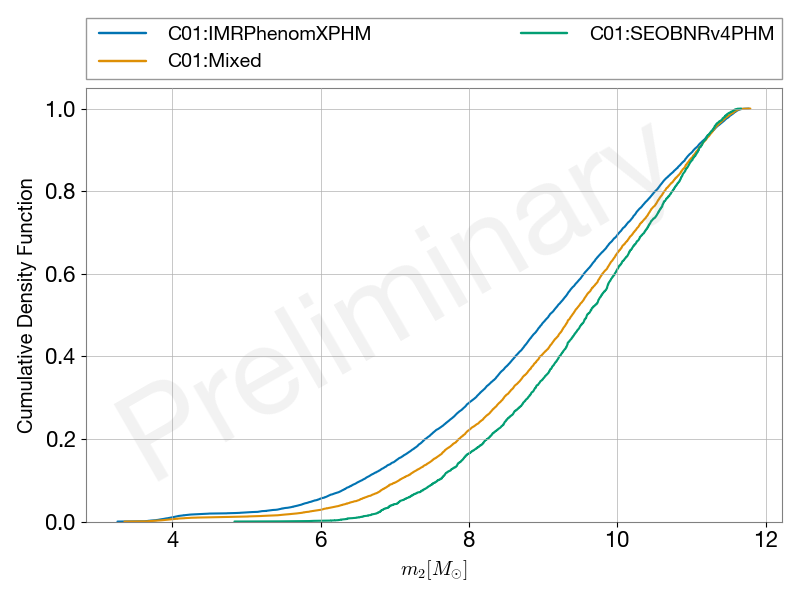 C01:IMRPhenomXPHM
C01:Mixed
C01:SEOBNRv4PHM
Preliminary
Cumulative Density Function
1.0
0.8
0.6
0.4
0.2
0.0
4 6 8 10 12
m₂[M⊙]